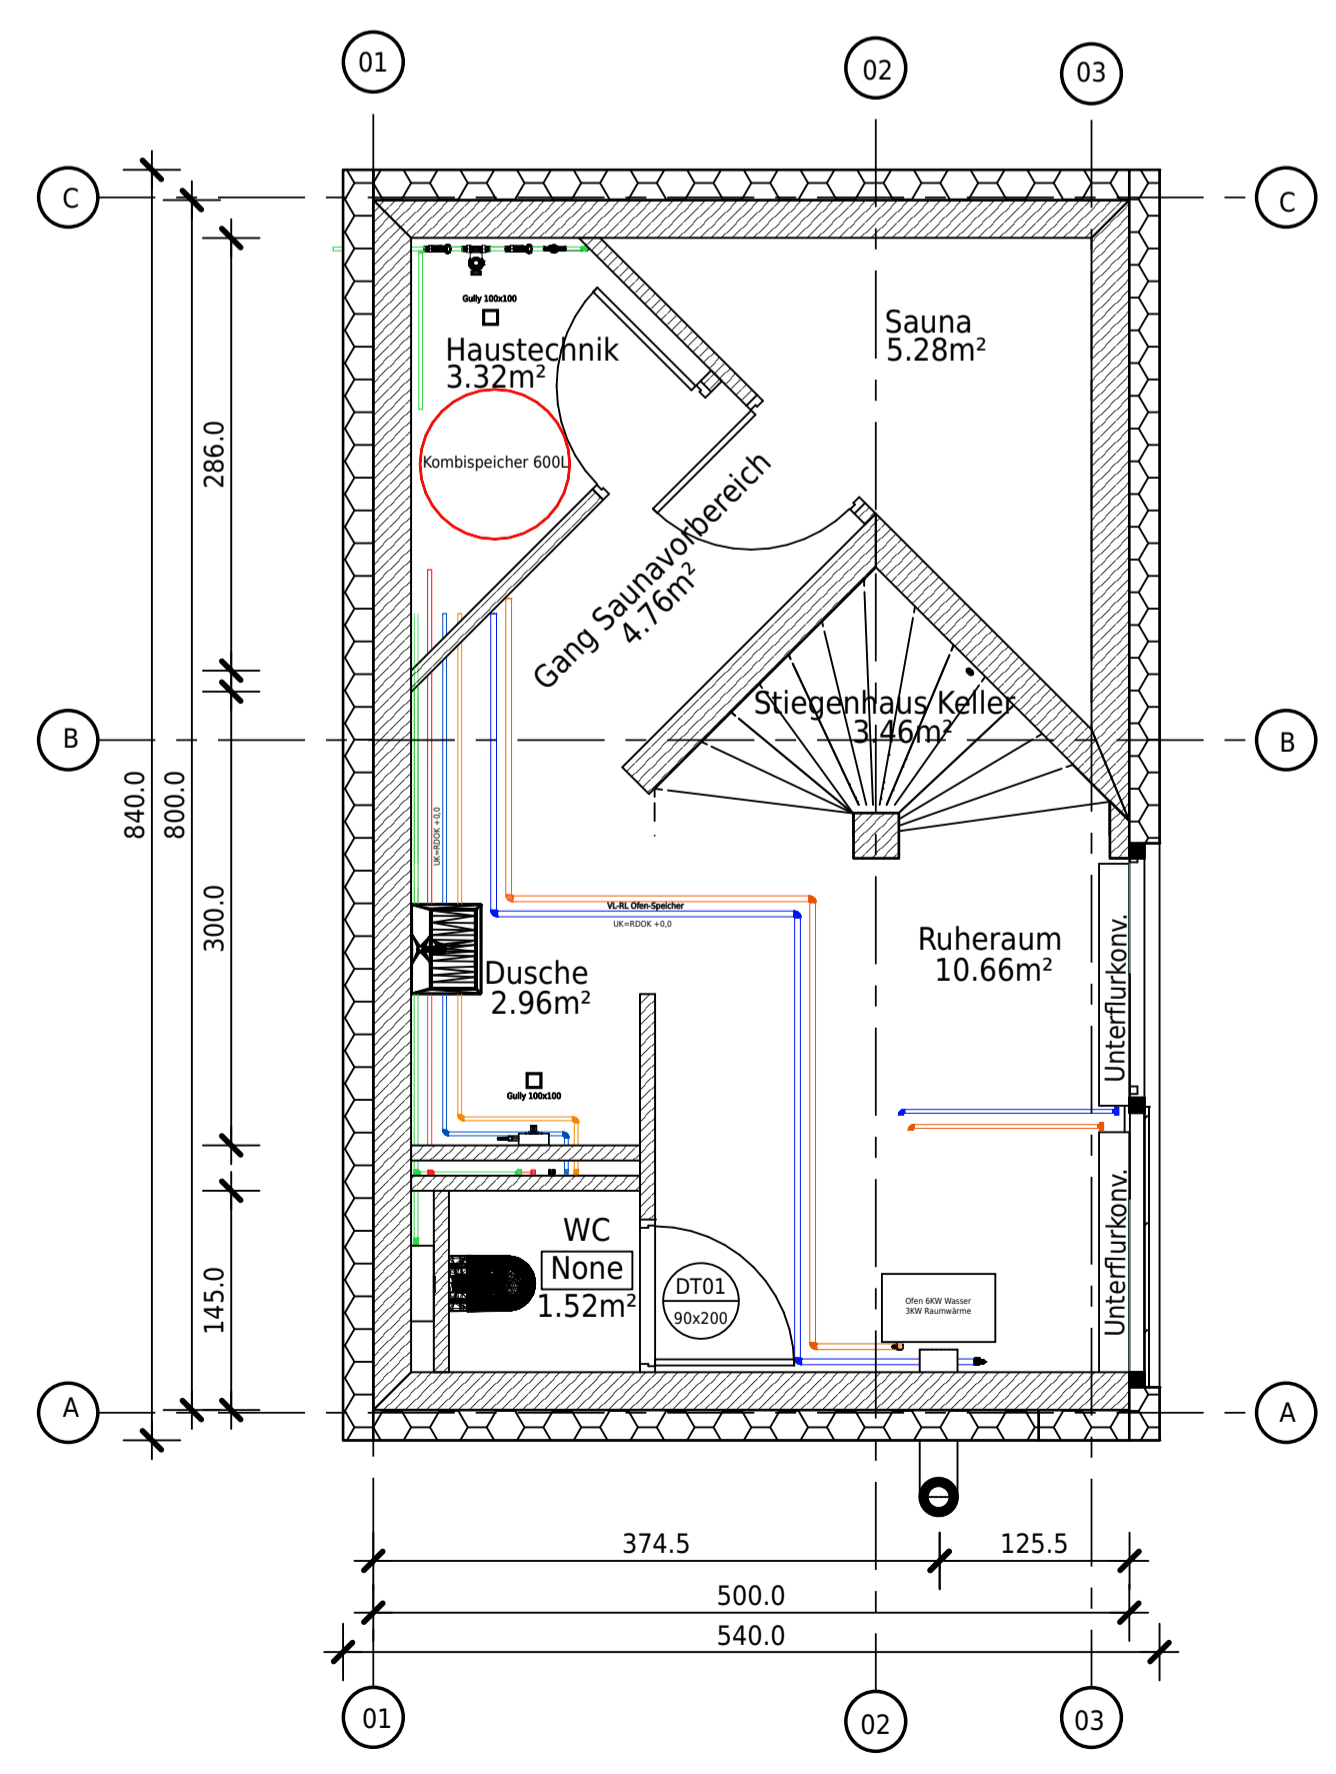 01
02
03
C
C
Gully 100x100
Haustechnik
3.32m²
Sauna
5.28m²
286.0
Kombispeicher 600L
Gang Saunavorbereich
4.76m²
Stiegenhaus Keller
3.46m²
B
B
840.0
800.0
UK=RDOK +0,0
300.0
VL-RL Ofen-Speicher
UK=RDOK +0,0
Ruheraum
10.66m²
Unterflurkonv.
Dusche
2.96m²
Gully 100x100
WC
None
1.52m²
DT01
90x200
145.0
Ofen 6KW Wasser
3KW Raumwärme
Unterflurkonv.
A
A
374.5
125.5
500.0
540.0
01
02
03